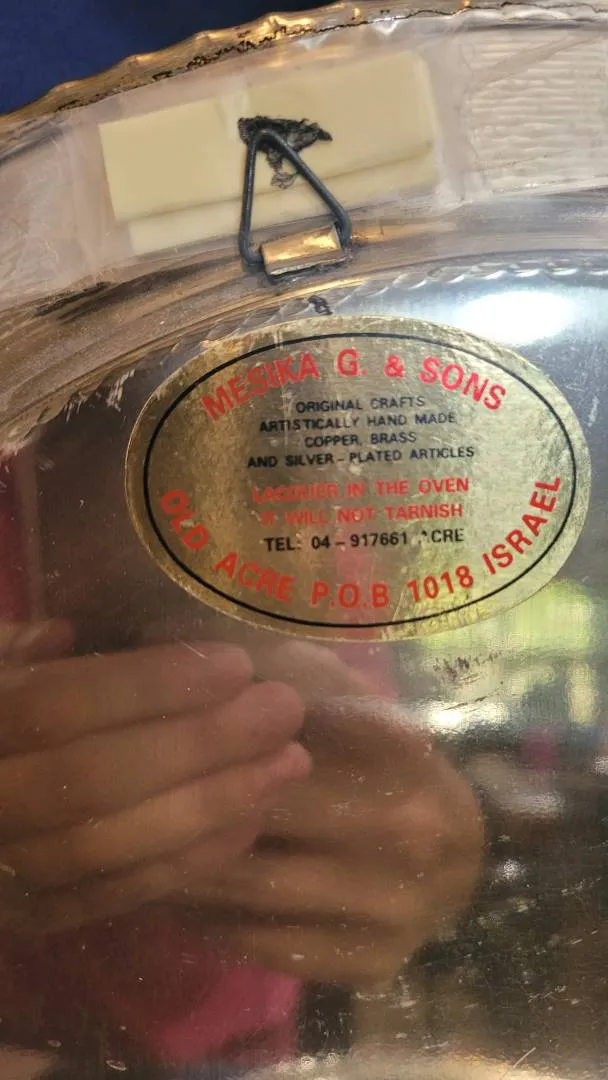 MESIKA G. & SONS
ORIGINAL CRAFTS
ARTISTICALLY HAND MADE
COPPER, BRASS
AND SILVER-PLATED ARTICLES
LACQUER IN THE OVEN
IT WILL NOT TARNISH
TEL: 04-917661 ACRE
OLD ACRE P.O.B 1018 ISRAEL